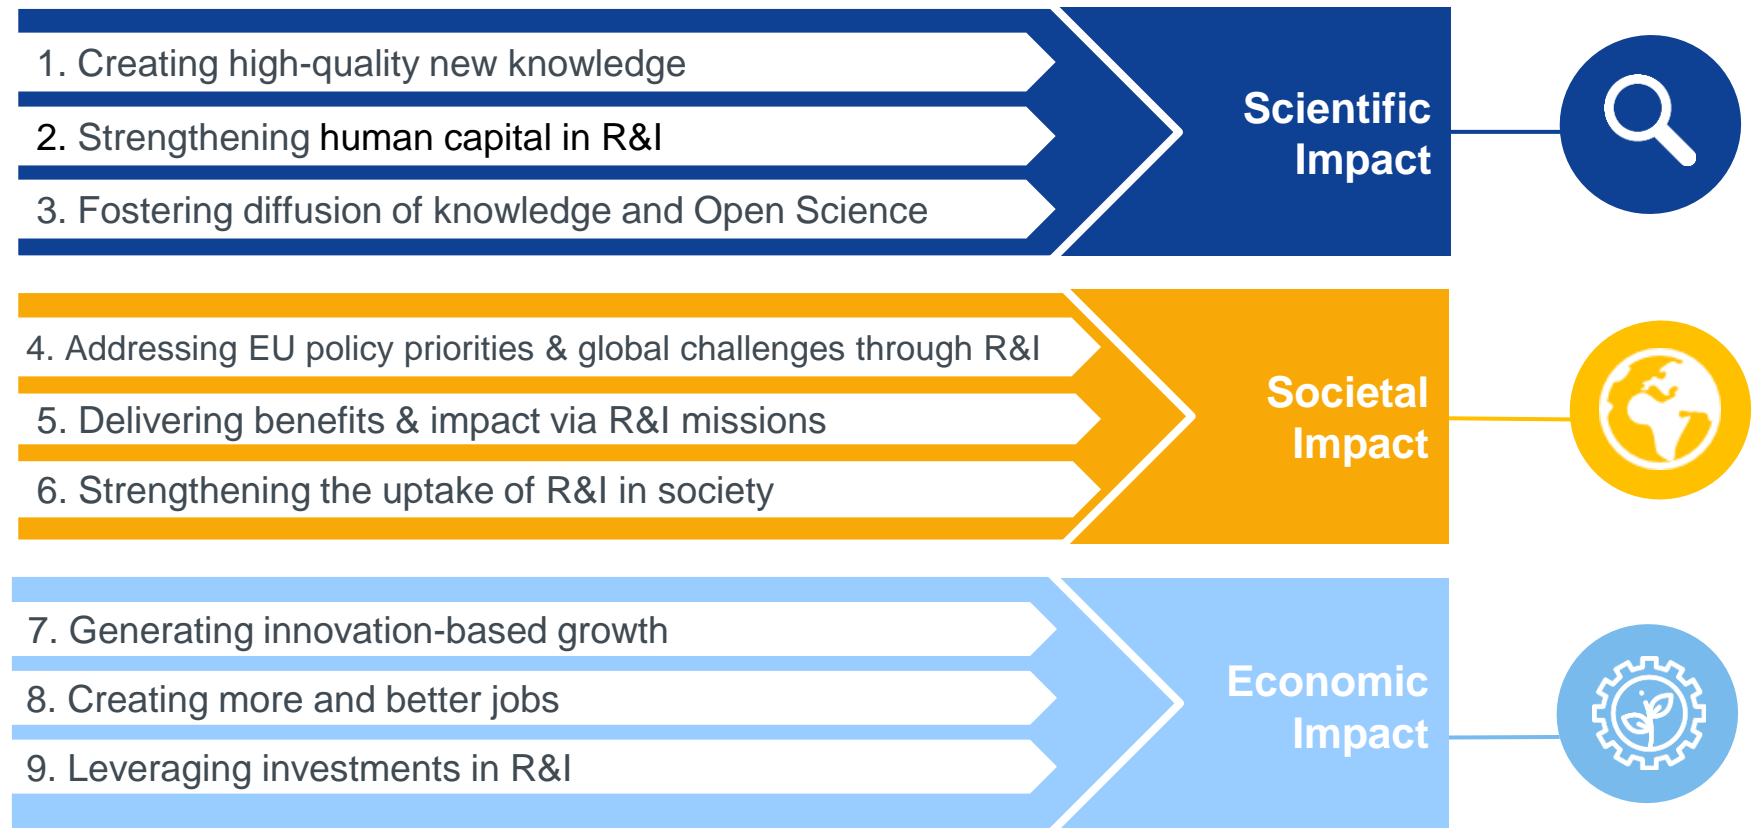 1. Creating high-quality new knowledge
2. Strengthening human capital in R&I
3. Fostering diffusion of knowledge and Open Science
Scientific
Impact
4. Addressing EU policy priorities & global challenges through R&I
5. Delivering benefits & impact via R&I missions
6. Strengthening the uptake of R&I in society
Societal
Impact
7. Generating innovation-based growth
8. Creating more and better jobs
9. Leveraging investments in R&I
Economic
Impact